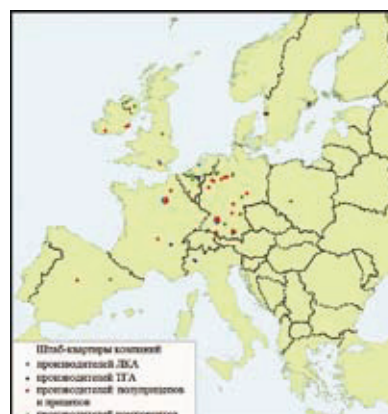 Штаб-квартиры компаний
производителей ЛКА
производителей ТГА
производителей полуприцепов
и прицепов